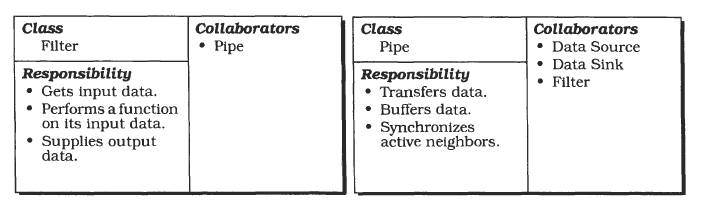 Class
Filter
Collaborators
• Pipe
Responsibility
• Gets input data.
• Performs a function
on its input data.
• Supplies output
data.
Class
Pipe
Collaborators
• Data Source
• Data Sink
• Filter
Responsibility
• Transfers data.
• Buffers data.
• Synchronizes
active neighbors.